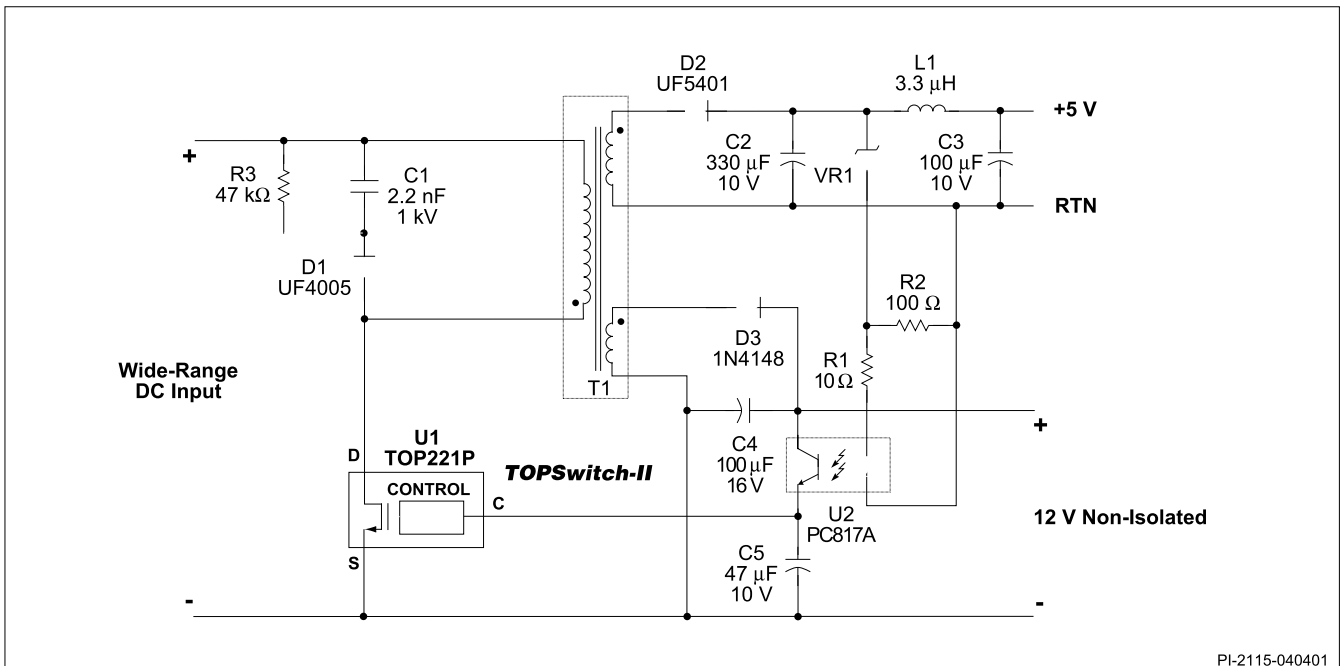 D2
UF5401
L1
3.3 μH
+5 V
+
R3
47 kΩ
C1
2.2 nF
1 kV
C2
330 μF
10 V
VR1
C3
100 μF
10 V
RTN
D1
UF4005
R2
100 Ω
D3
1N4148
R1
10 Ω
Wide-Range
DC Input
T1
+
U1
TOP221P
D
TOPSwitch-II
C4
100 μF
16 V
CONTROL
C
U2
PC817A
12 V Non-Isolated
S
C5
47 μF
10 V
-
-
PI-2115-040401